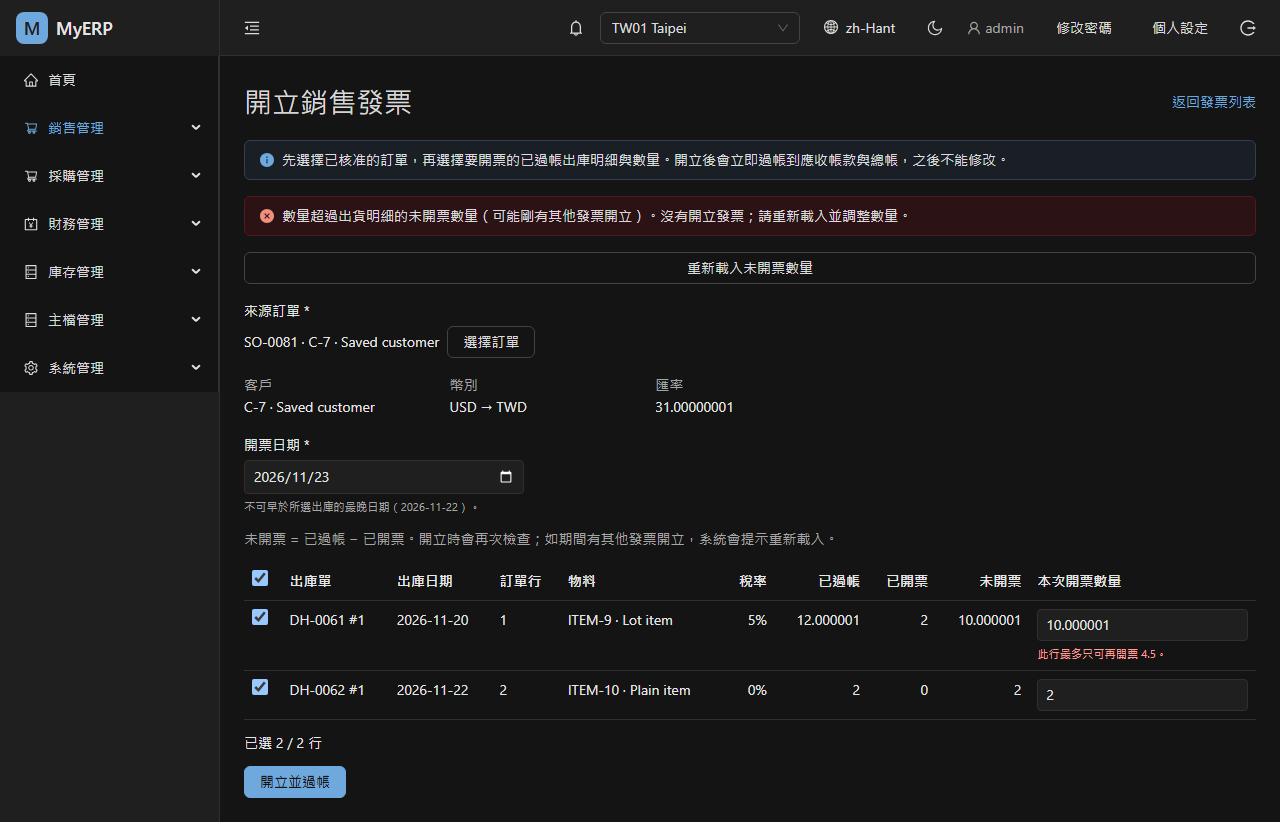 M MyERP
TW01 Taipei
zh-Hant
admin
修改密碼
個人設定
首頁
銷售管理
採購管理
財務管理
庫存管理
主檔管理
系統管理
開立銷售發票
返回發票列表
先選擇已核准的訂單，再選擇要開票的已過帳出庫明細與數量。開立後會立即過帳到應收帳款與總帳，之後不能修改。
數量超過出貨明細的未開票數量（可能剛有其他發票開立）。沒有開立發票；請重新載入並調整數量。
重新載入未開票數量
來源訂單 *
SO-0081 · C-7 · Saved customer 選擇訂單
客戶 幣別 匯率
C-7 · Saved customer USD → TWD 31.00000001
開票日期 *
2026/11/23
不可早於所選出庫的最晚日期（2026-11-22）。
未開票 = 已過帳 − 已開票。開立時會再次檢查；如期間有其他發票開立，系統會提示重新載入。
出庫單 出庫日期 訂單行 物料 稅率 已過帳 已開票 未開票 本次開票數量
DH-0061 #1 2026-11-20 1 ITEM-9 · Lot item 5% 12.000001 2 10.000001 10.000001
此行最多只可再開票 4.5。
DH-0062 #1 2026-11-22 2 ITEM-10 · Plain item 0% 2 0 2 2
已選 2 / 2 行
開立並過帳